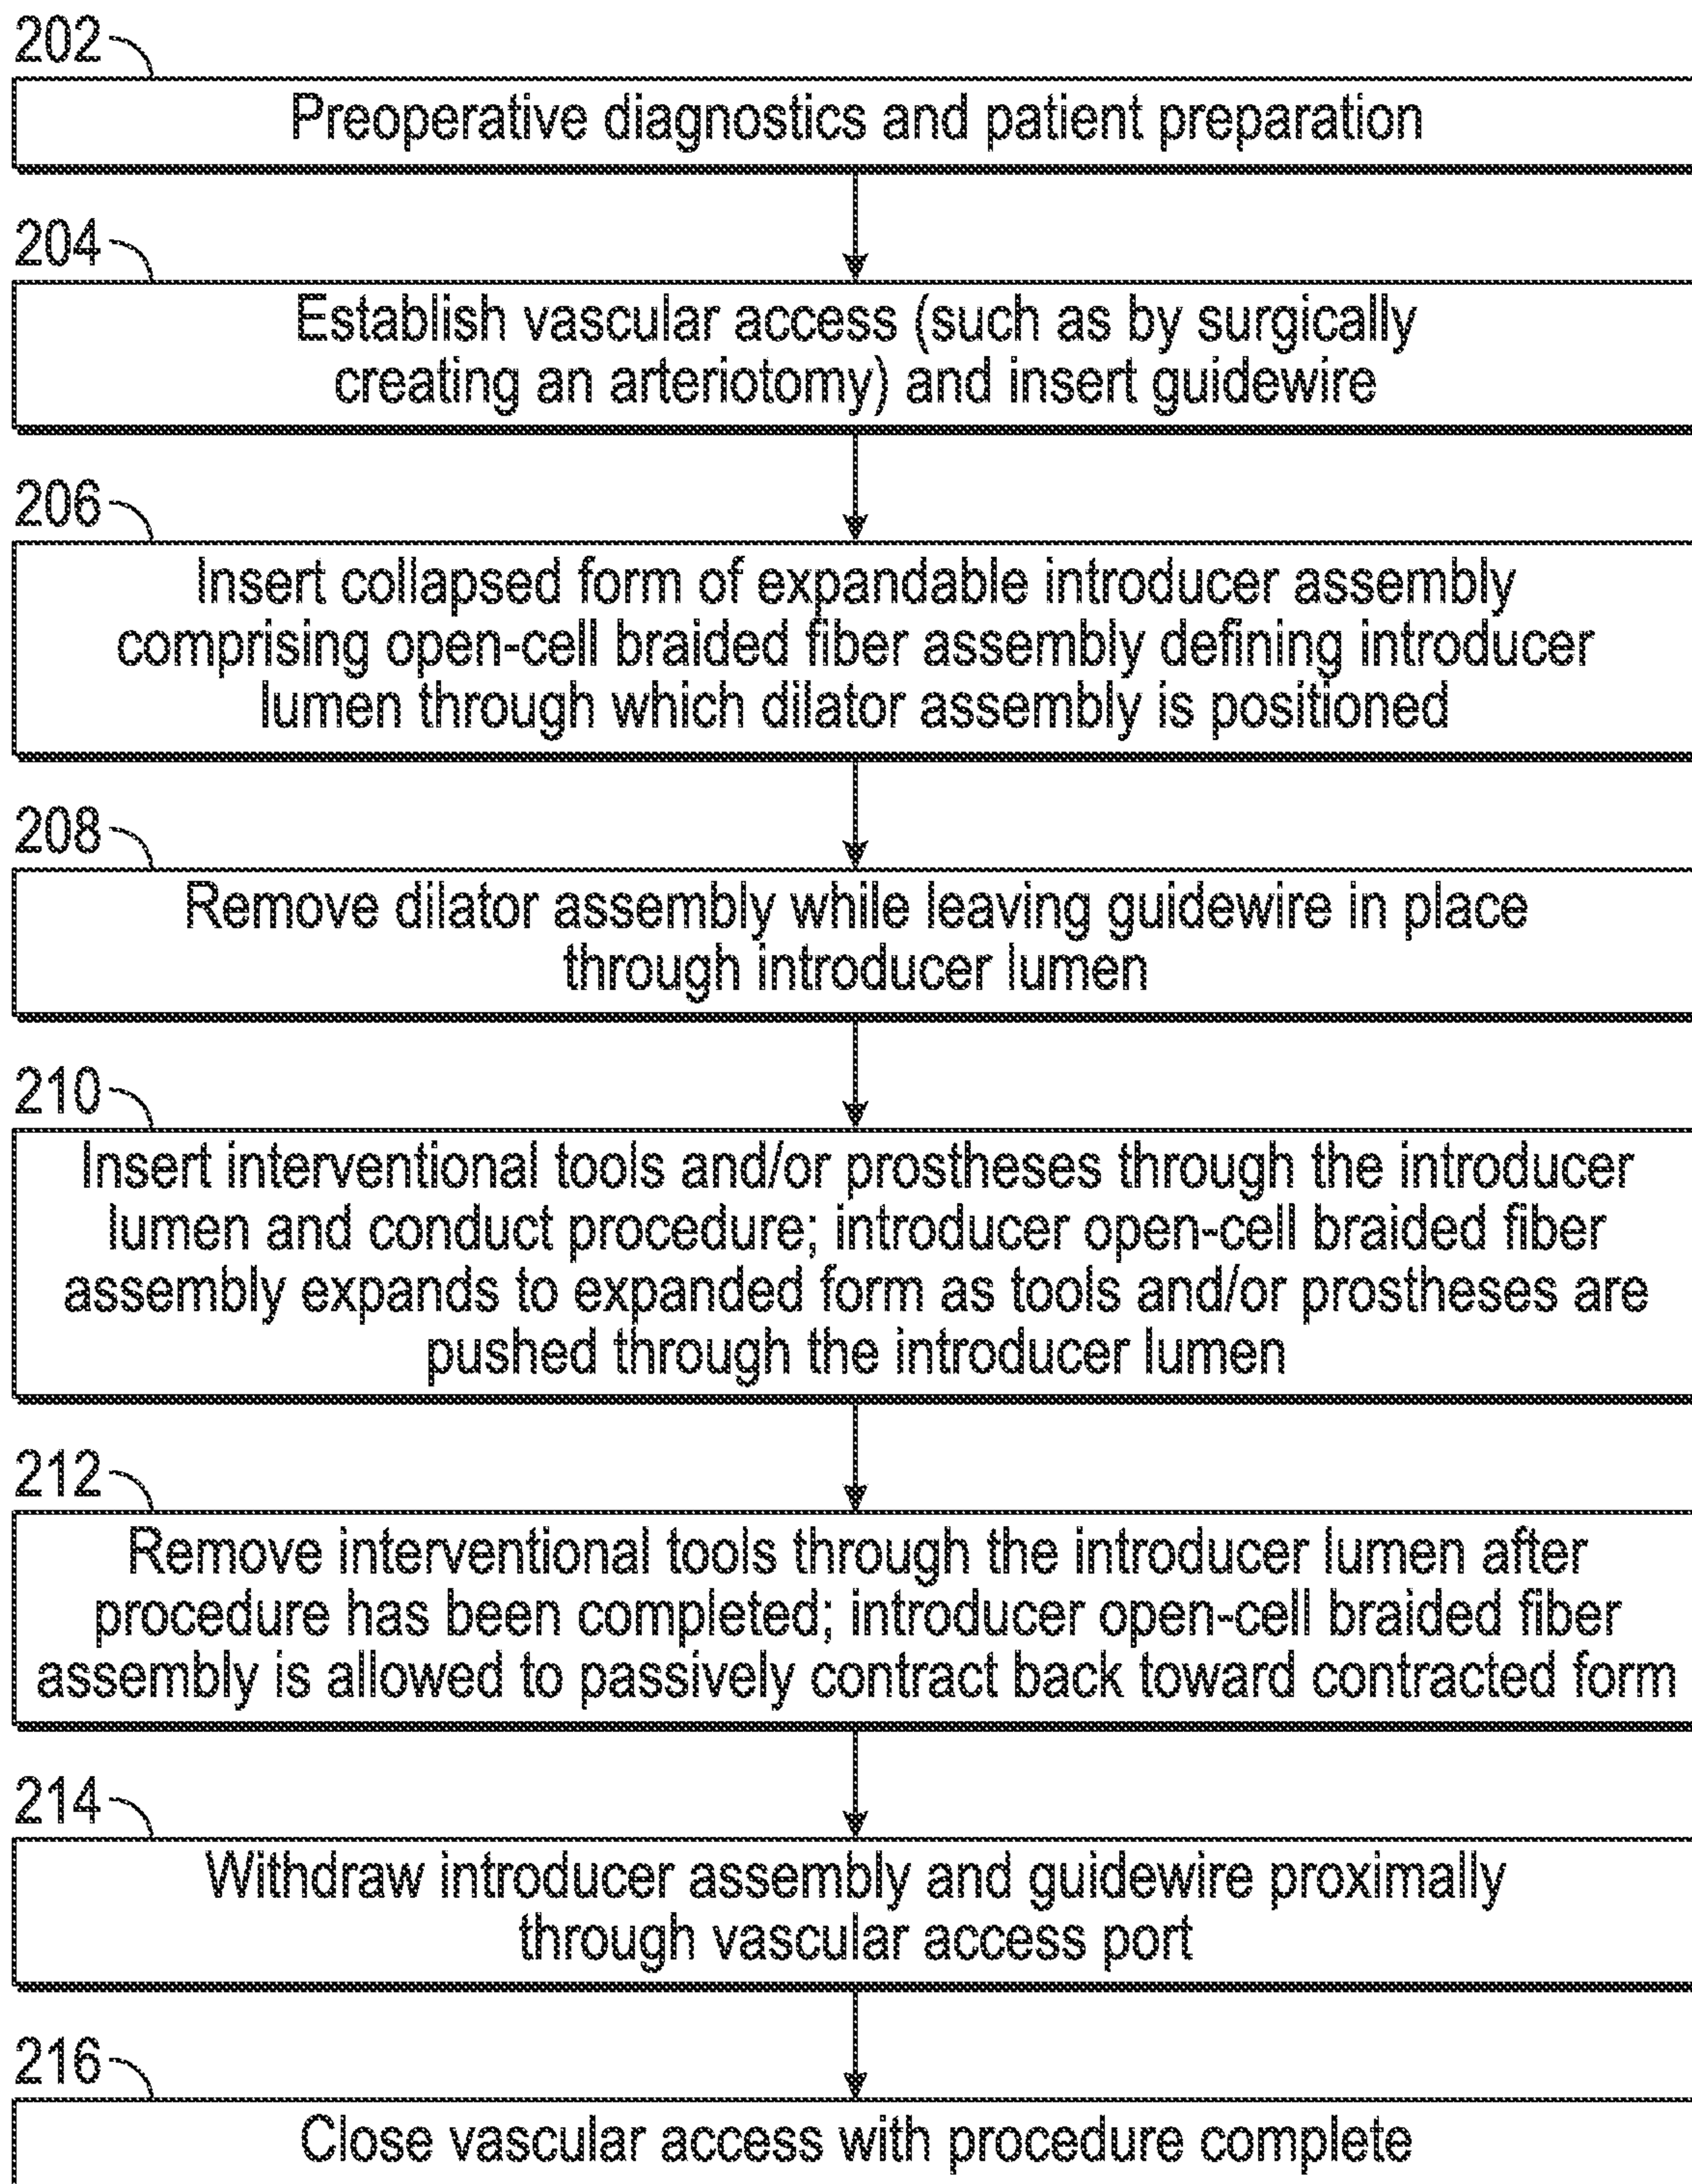 202
Preoperative diagnostics and patient preparation
204
Establish vascular access (such as by surgically
creating an arteriotomy) and insert guidewire
206
Insert collapsed form of expandable introducer assembly
comprising open-cell braided fiber assembly defining introducer
lumen through which dilator assembly is positioned
208
Remove dilator assembly while leaving guidewire in place
through introducer lumen
210
Insert interventional tools and/or prostheses through the introducer
lumen and conduct procedure; introducer open-cell braided fiber
assembly expands to expanded form as tools and/or prostheses are
pushed through the introducer lumen
212
Remove interventional tools through the introducer lumen after
procedure has been completed; introducer open-cell braided fiber
assembly is allowed to passively contract back toward contracted form
214
Withdraw introducer assembly and guidewire proximally
through vascular access port
216
Close vascular access with procedure complete